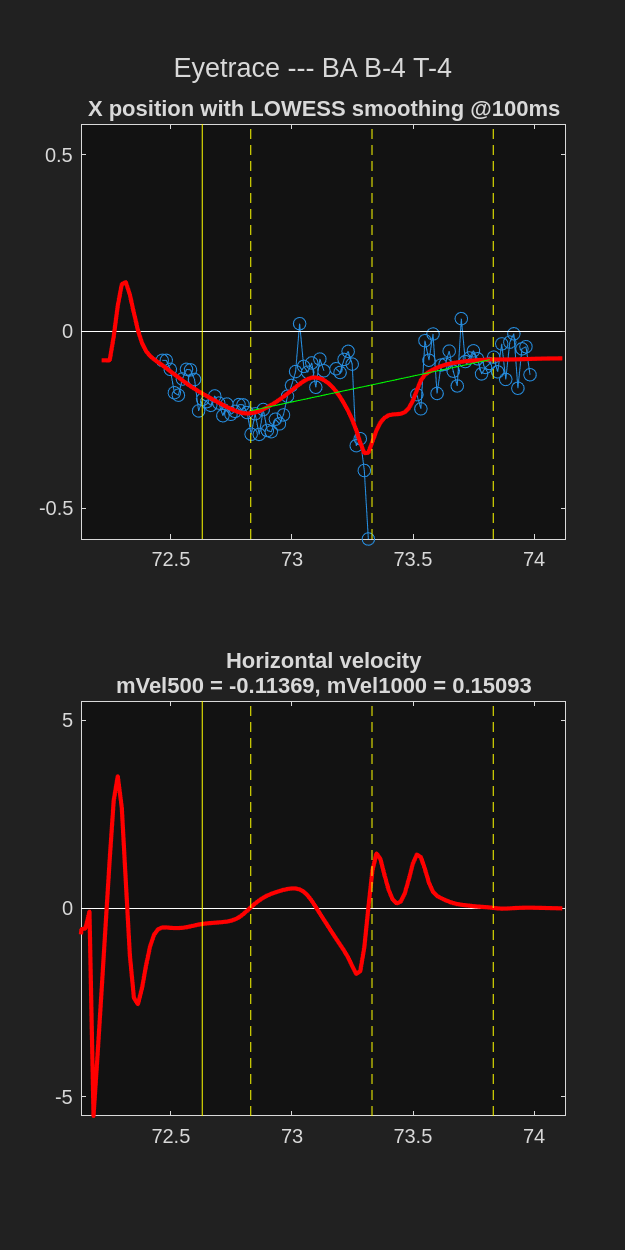 Eyetrace --- BA B-4 T-4
X position with LOWESS smoothing @100ms
0.5
0
-0.5
72.5 73 73.5 74
Horizontal velocity
mVel500 = -0.11369, mVel1000 = 0.15093
5
0
-5
72.5 73 73.5 74